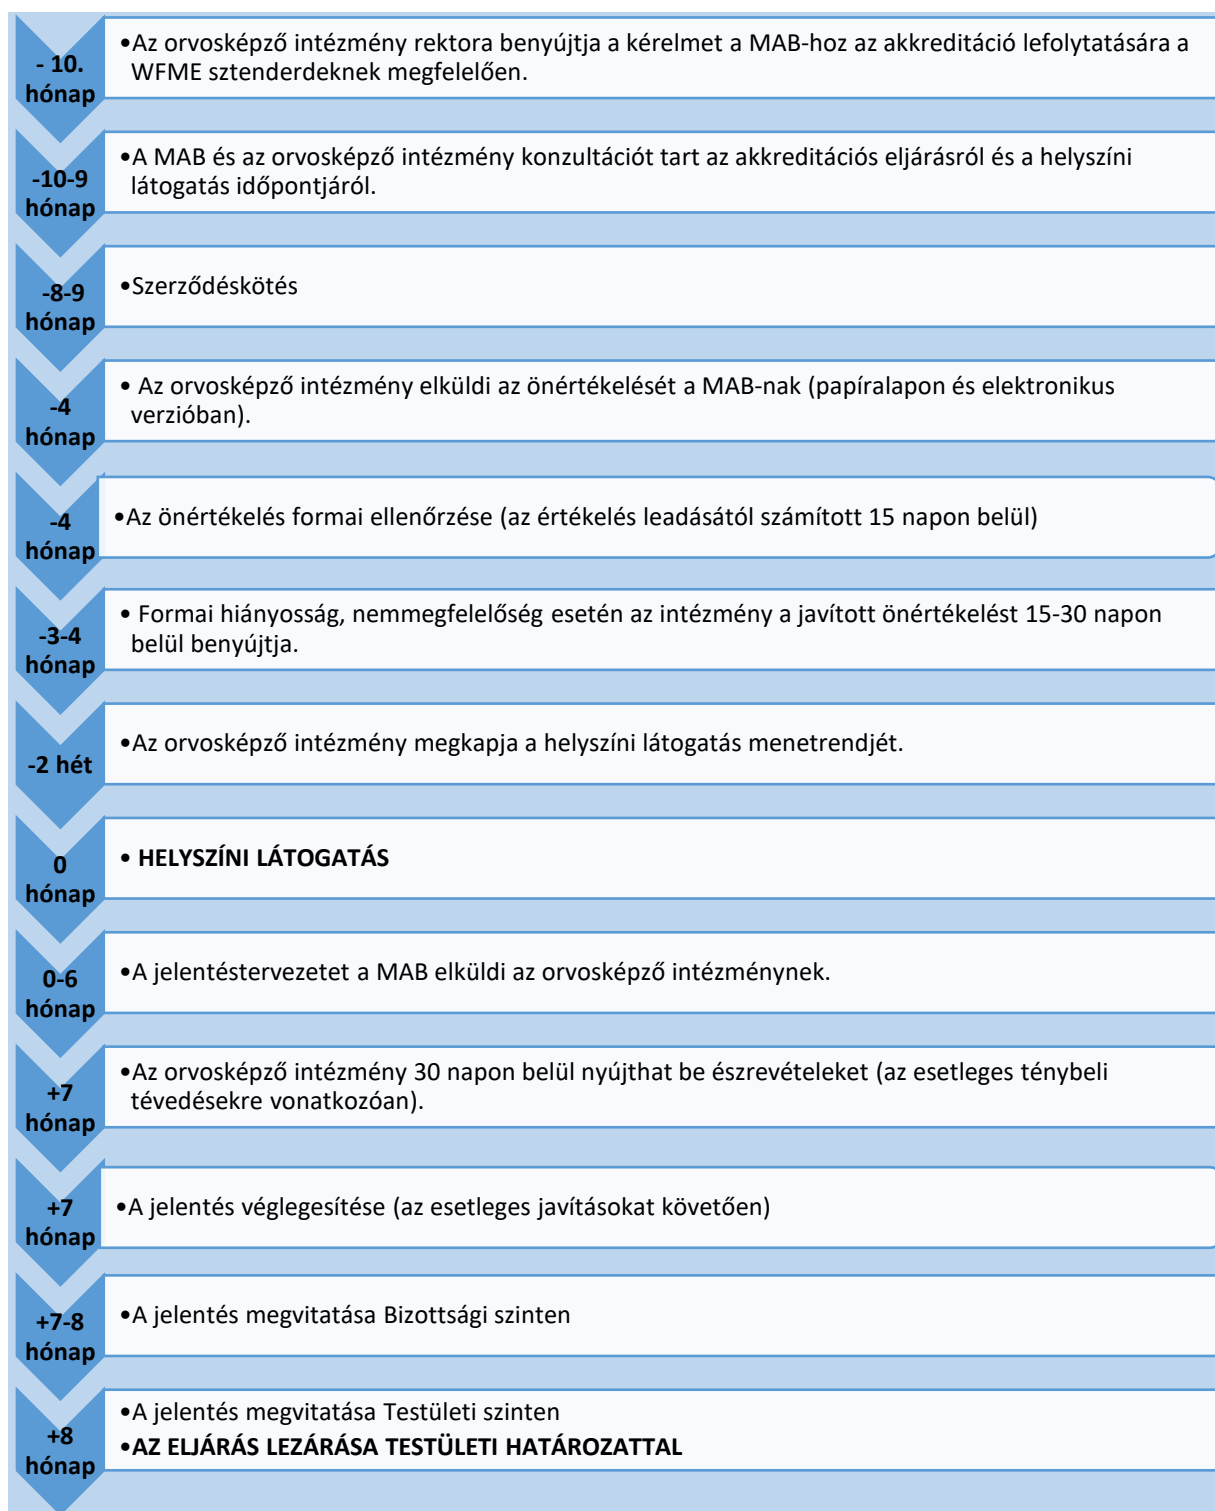 - 10.
hónap
•Az orvosképző intézmény rektora benyújtja a kérelmet a MAB-hoz az akkreditáció lefolytatására a
WFME sztenderdeknek megfelelően.
-10-9
hónap
•A MAB és az orvosképző intézmény konzultációt tart az akkreditációs eljárásról és a helyszíni
látogatás időpontjáról.
-8-9
hónap
•Szerződéskötés
-4
hónap
• Az orvosképző intézmény elküldi az önértékelését a MAB-nak (papíralapon és elektronikus
verzióban).
-4
hónap
•Az önértékelés formai ellenőrzése (az értékelés leadásától számított 15 napon belül)
-3-4
hónap
• Formai hiányosság, nemmegfelelőség esetén az intézmény a javított önértékelést 15-30 napon
belül benyújtja.
-2 hét
•Az orvosképző intézmény megkapja a helyszíni látogatás menetrendjét.
0
hónap
• HELYSZÍNI LÁTOGATÁS
0-6
hónap
•A jelentéstervezetet a MAB elküldi az orvosképző intézménynek.
+7
hónap
•Az orvosképző intézmény 30 napon belül nyújthat be észrevételeket (az esetleges ténybeli
tévedésekre vonatkozóan).
+7
hónap
•A jelentés véglegesítése (az esetleges javításokat követően)
+7-8
hónap
•A jelentés megvitatása Bizottsági szinten
+8
hónap
•A jelentés megvitatása Testületi szinten
•AZ ELJÁRÁS LEZÁRÁSA TESTÜLETI HATÁROZATTAL